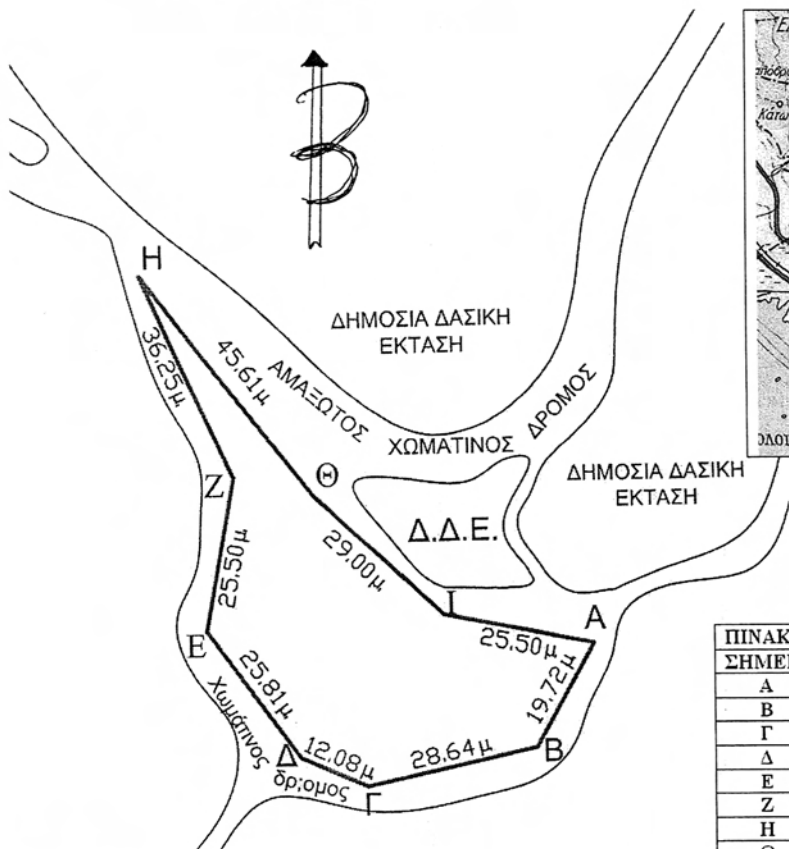 Β
Η
ΔΗΜΟΣΙΑ ΔΑΣΙΚΗ
ΕΚΤΑΣΗ
36.25μ
45.61μ
ΑΜΑΞΩΤΟΣ
ΧΩΜΑΤΙΝΟΣ
ΔΡΟΜΟΣ
Ζ
Θ
ΔΗΜΟΣΙΑ ΔΑΣΙΚΗ
ΕΚΤΑΣΗ
Δ.Δ.Ε.
25.50μ
29.00μ
Ι
Α
25.50μ
Ε
19.72μ
25.81μ
Χωμάτινος
δρ;ομος
Δ
12.08μ
28.64μ
Β
Γ
Κάτω
ΠΙΝΑΚ
ΣΗΜΕΙ
Α
Β
Γ
Δ
Ε
Ζ
Η
Θ